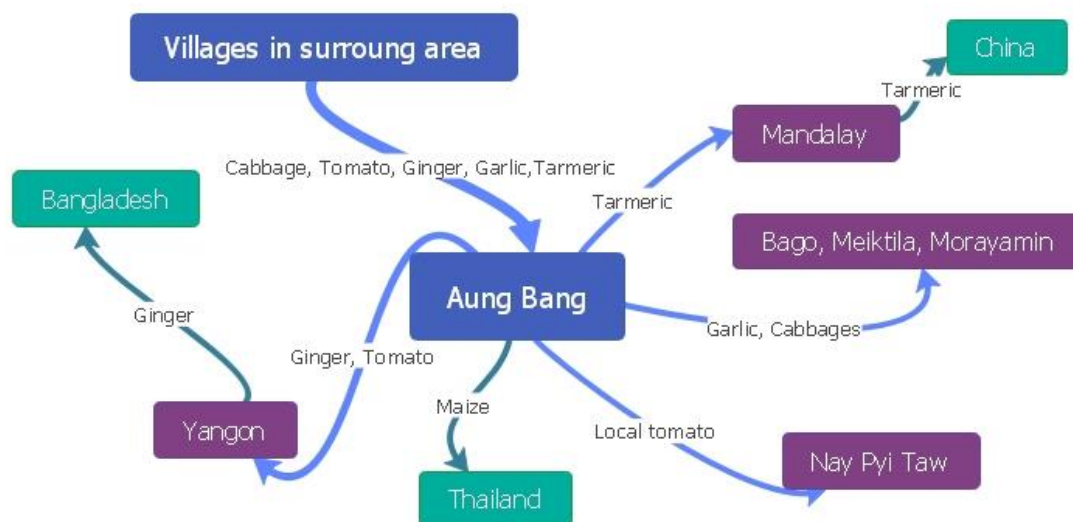 Villages in surroung area
China
Tarmeric
Mandalay
Cabbage, Tomato, Ginger, Garlic,Tarmeric
Bangladesh
Tarmeric
Bago, Meiktila, Morayamin
Aung Bang
Ginger
Garlic, Cabbages
Ginger, Tomato
Maize
Yangon
Local tomato
Nay Pyi Taw
Thailand